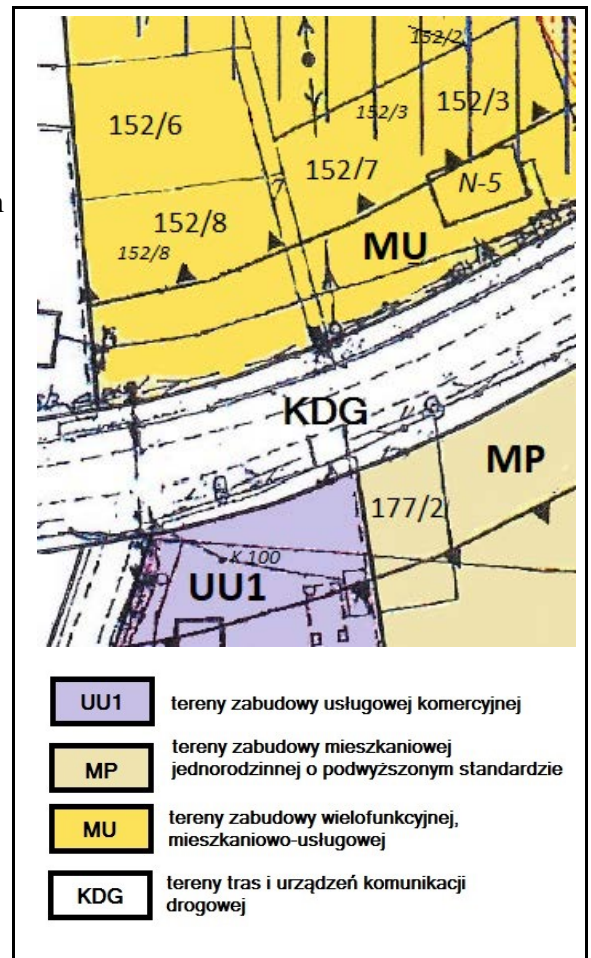 152/2
152/3
152/3
152/6
152/7
N-5
7
152/8
152/8
MU
KDG
MP
177/2
K 100
UU1
UU1
tereny zabudowy usługowej komercyjnej
MP
tereny zabudowy mieszkaniowej
jednorodzinnej o podwyższonym standardzie
MU
tereny zabudowy wielofunkcyjnej,
mieszkaniowo-usługowej
KDG
tereny tras i urządzeń komunikacji
drogowej